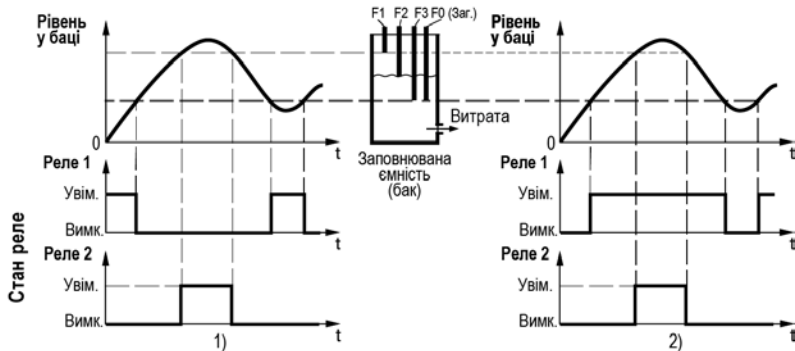 Рівень
у баці
0
t
Реле 1
Увім.
Вимк.
t
Реле 2
Увім.
Вимк.
t
1)
Стан реле
F1
F2
F3
F0 (Заг.)
Витрата
Заповнювана
ємність
(бак)
Рівень
у баці
0
t
Реле 1
Увім.
Вимк.
t
Реле 2
Увім.
Вимк.
t
2)